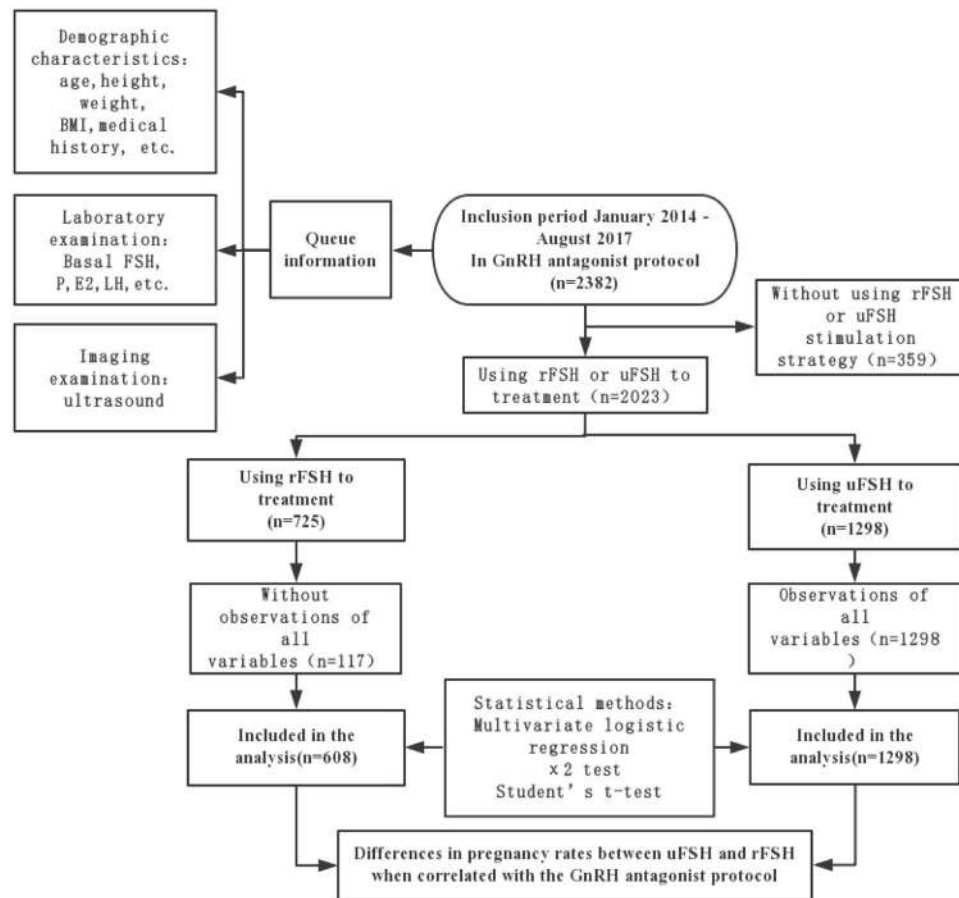 Demographic
characteristics:
age,height,
weight,
BMI,medical
history, etc.
Laboratory
examination:
Basal FSH,
P,E2,LH,etc.
Imaging
examination:
ultrasound
Queue
information
Inclusion period January 2014 -
August 2017
In GnRH antagonist protocol
(n=2382)
Without using rFSH
or uFSH
stimulation
strategy (n=359)
Using rFSH or uFSH to
treatment (n=2023)
Using rFSH to
treatment
(n=725)
Using uFSH to
treatment
(n=1298)
Without
observations of
all
variables (n=117)
Observations of
all
variables (n=1298
)
Included in the
analysis(n=608)
Statistical methods:
Multivariate logistic
regression
x2 test
Student's t-test
Included in the
analysis(n=1298)
Differences in pregnancy rates between uFSH and rFSH
when correlated with the GnRH antagonist protocol